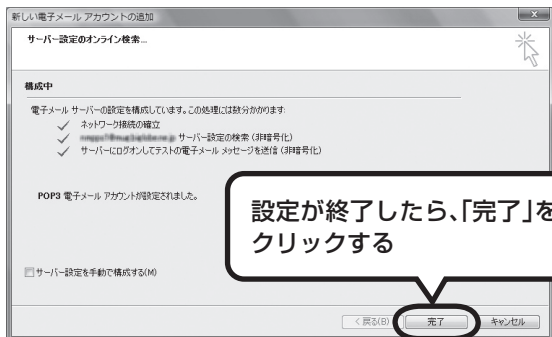 新しい電子メール アカウントの追加
サーバー設定のオンライン検索...
構成中
電子メール サーバーの設定を構成しています。この処理には数分かかります:
ネットワーク接続の確立
サーバー設定の検索 (非暗号化)
サーバーにログオンしてテストの電子メール メッセージを送信 (非暗号化)
POP3 電子メール アカウントが設定されました。
設定が終了したら、「完了」を
クリックする
サーバー設定を手動で構成する(M)
< 戻る(B) 完了 キャンセル